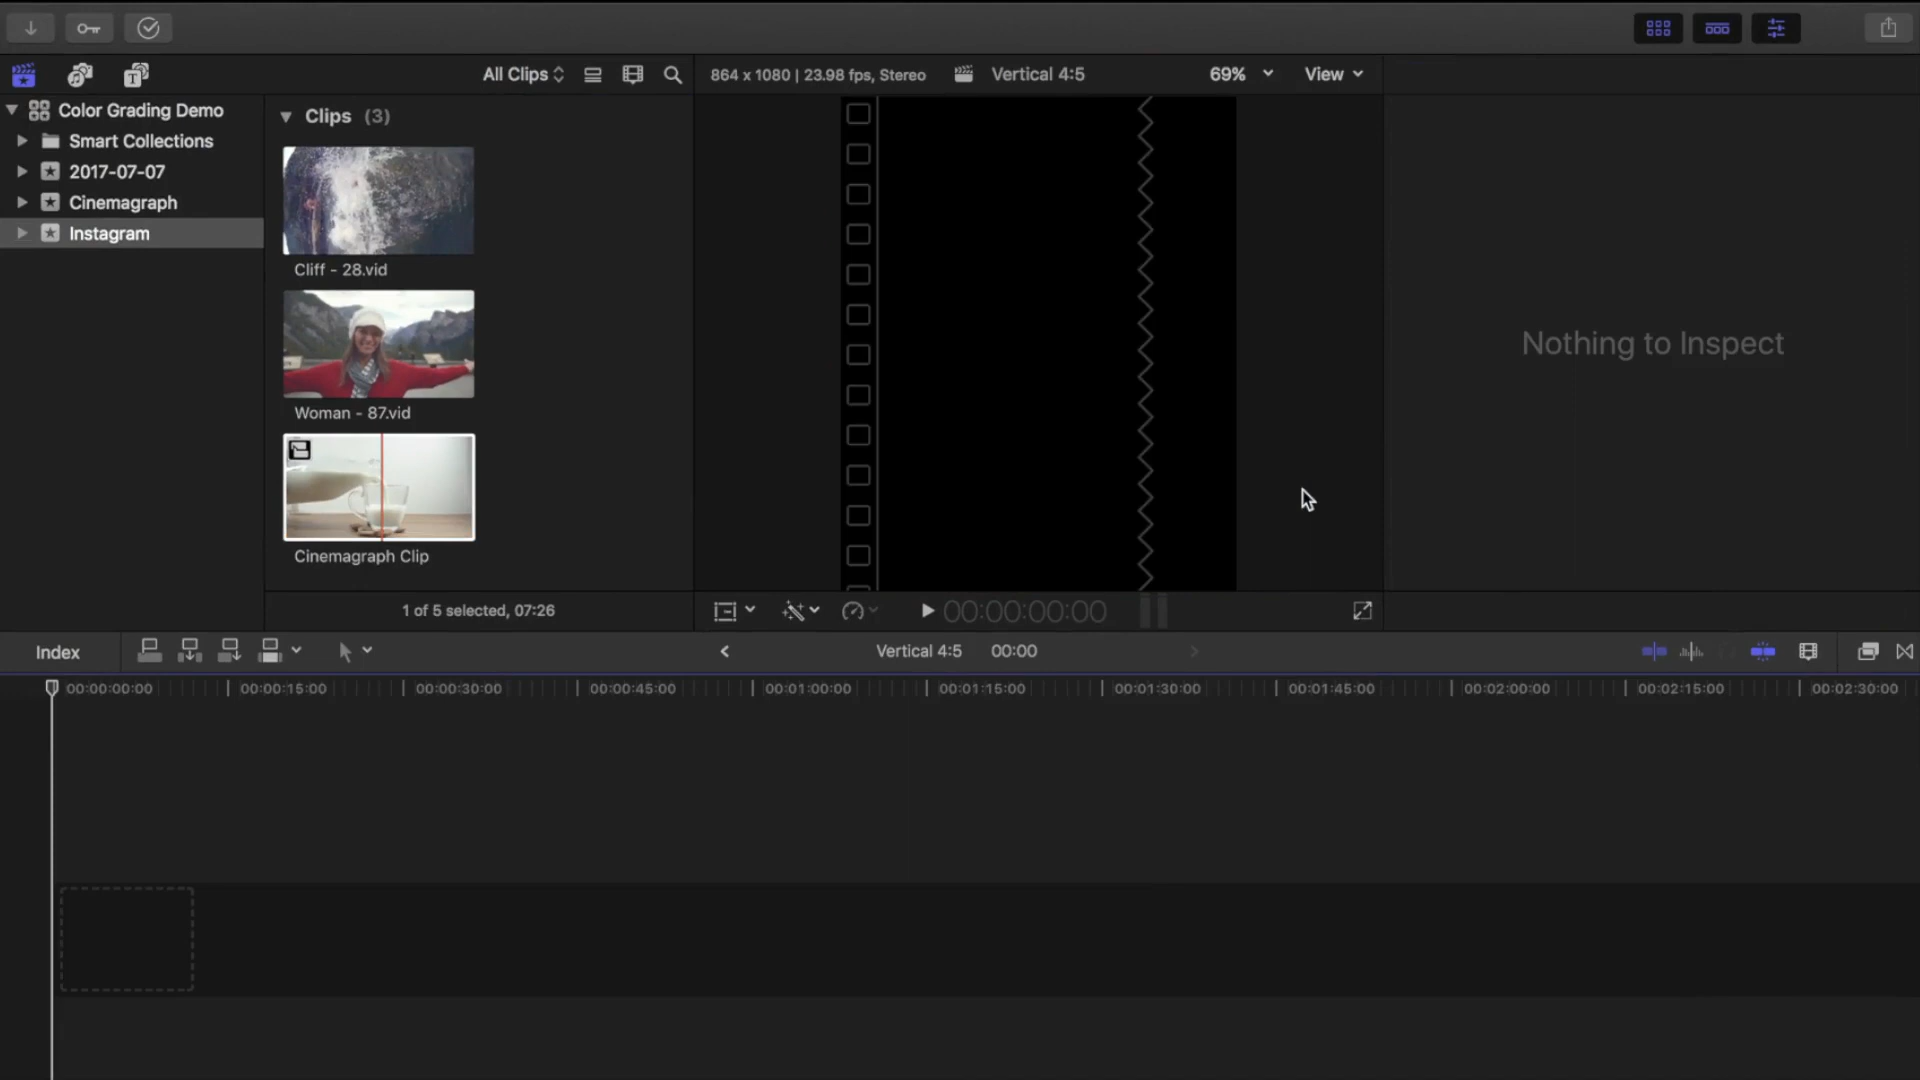 All Clips
864 x 1080 | 23.98 fps, Stereo
Vertical 4:5
69%
View
Color Grading Demo
Smart Collections
2017-07-07
Cinemagraph
Instagram
Clips (3)
Cliff - 28.vid
Woman - 87.vid
Cinemagraph Clip
1 of 5 selected, 07:26
00:00:00:00
Nothing to Inspect
Index
Vertical 4:5 00:00
00:00:00:00 00:00:15:00 00:00:30:00 00:00:45:00 00:01:00:00 00:01:15:00 00:01:30:00 00:01:45:00 00:02:00:00 00:02:15:00 00:02:30:00